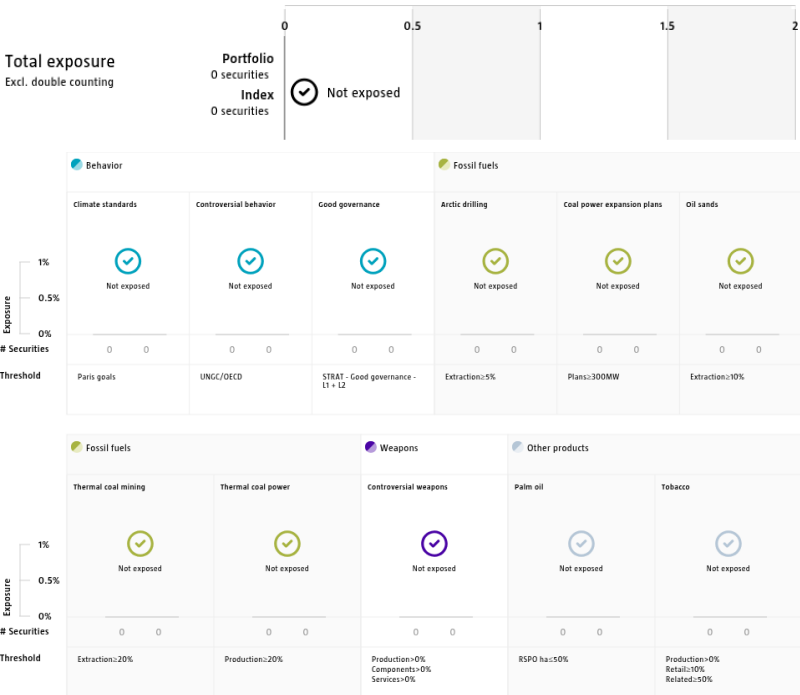 0 0.5 1 1.5 2
Total exposure
Excl. double counting
Portfolio
0 securities
Index
0 securities
Not exposed
Behavior Fossil fuels
Climate standards Controversial behavior Good governance Arctic drilling Coal power expansion plans Oil sands
Exposure
1%
0.5%
0%
Not exposed Not exposed Not exposed Not exposed Not exposed Not exposed
# Securities 0 0 0 0 0 0 0 0 0 0 0 0
Threshold Paris goals UNGC/OECD STRAT - Good governance - Extraction≥5% Plans≥300MW Extraction≥10%
L1 + L2
Fossil fuels Weapons Other products
Thermal coal mining Thermal coal power Controversial weapons Palm oil Tobacco
Exposure
1%
0.5%
0%
Not exposed Not exposed Not exposed Not exposed Not exposed
# Securities 0 0 0 0 0 0 0 0 0 0
Threshold Extraction≥20% Production≥20% Production>0% RSPO ha≤50% Production>0%
Components>0% Retail≥10%
Services>0% Related≥50%